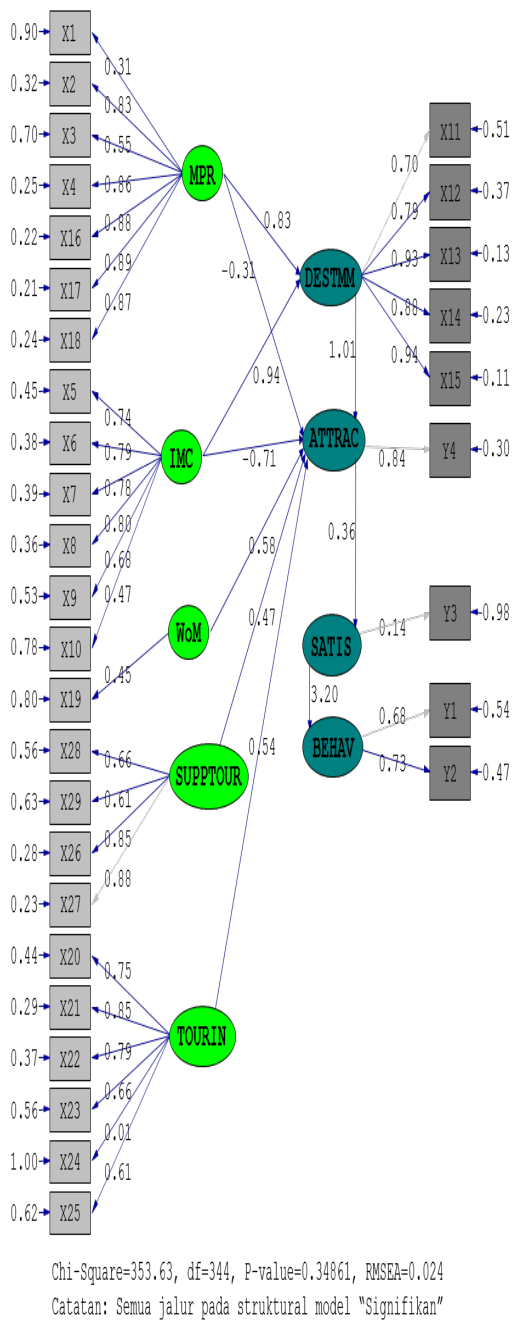 0.90 X1
0.31
0.32 X2
0.83
0.70 X3
0.55
0.25 X4
0.86
0.22 X16
0.88
0.21 X17
0.89
0.24 X18
0.87
MPR
0.45 X5
0.74
0.38 X6
0.79
0.39 X7
0.78
0.36 X8
0.80
0.53 X9
0.68
0.78 X10
0.47
IMC
0.80 X19
0.45
WoM
0.56 X28
0.66
0.63 X29
0.61
0.28 X26
0.85
0.23 X27
0.88
SUPPTOUR
0.44 X20
0.75
0.29 X21
0.85
0.37 X22
0.79
0.56 X23
0.66
1.00 X24
0.01
0.62 X25
0.61
TOURIN
0.83
-0.31
0.94
-0.71
0.58
0.47
0.54
DESTMM
1.01
ATTRAC
0.36
SATIS
3.20
BEHAV
0.70
X11 0.51
0.79
X12 0.37
0.93
X13 0.13
0.88
X14 0.23
0.94
X15 0.11
0.84
Y4 0.30
0.14
Y3 0.98
0.68
Y1 0.54
0.73
Y2 0.47
Chi-Square=353.63, df=344, P-value=0.34861, RMSEA=0.024
Catatan: Semua jalur pada struktural model “Signifikan”